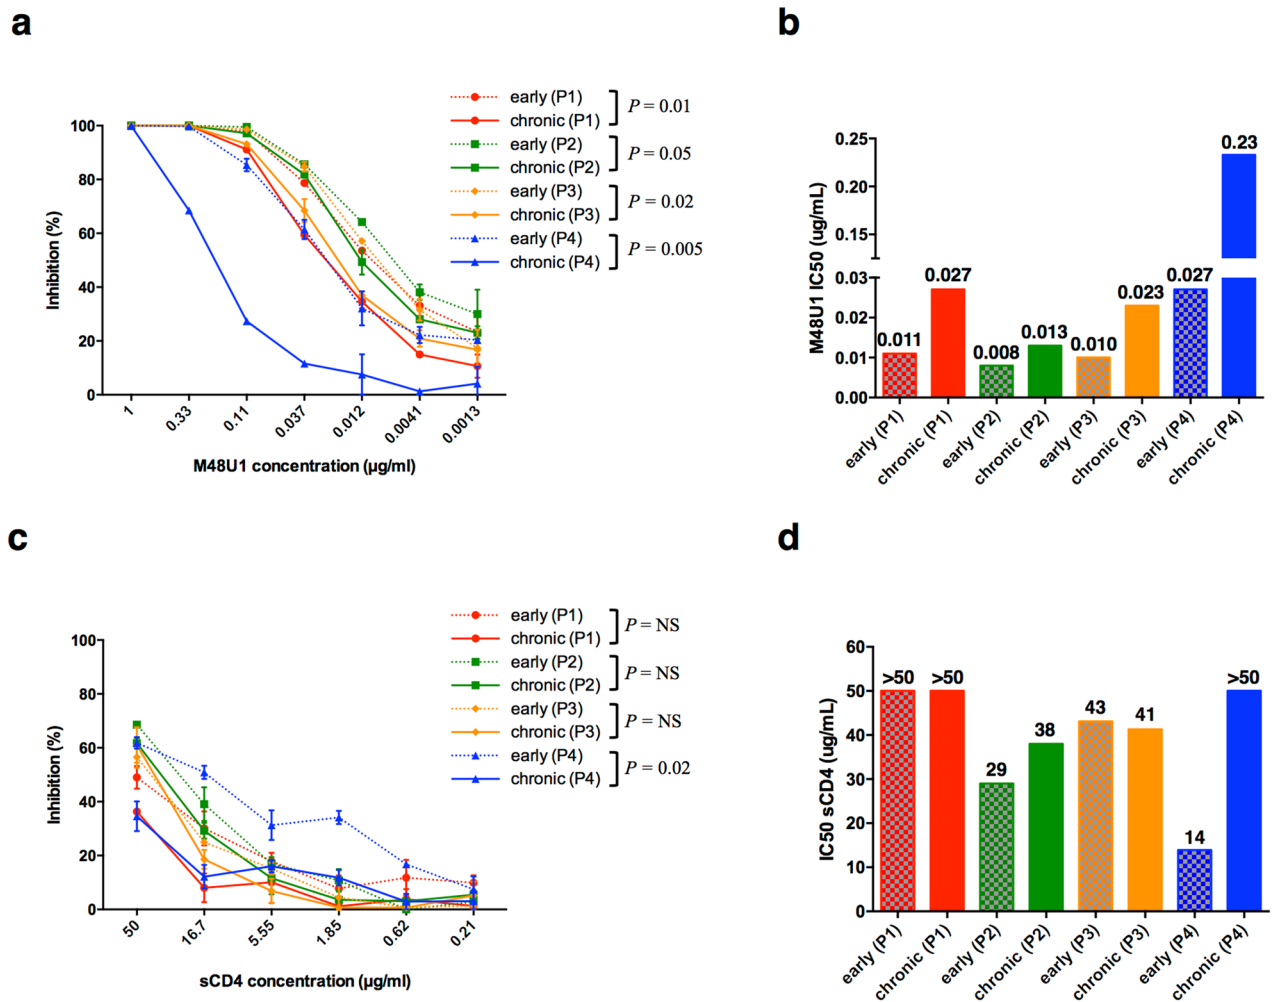 a
early (P1)
chronic (P1)
P = 0.01
early (P2)
chronic (P2)
P = 0.05
early (P3)
chronic (P3)
P = 0.02
early (P4)
chronic (P4)
P = 0.005
Inhibition (%)
100
80
60
40
20
0
1 0.33 0.11 0.037 0.012 0.0041 0.0013
M48U1 concentration (µg/ml)
b
M48U1 IC50 (ug/mL)
0.25
0.20
0.15
0.03
0.02
0.01
0.00
0.011 0.027 0.008 0.013 0.010 0.023 0.027 0.23
early (P1) chronic (P1) early (P2) chronic (P2) early (P3) chronic (P3) early (P4) chronic (P4)
c
early (P1)
chronic (P1)
P = NS
early (P2)
chronic (P2)
P = NS
early (P3)
chronic (P3)
P = NS
early (P4)
chronic (P4)
P = 0.02
Inhibition (%)
100
80
60
40
20
0
50 16.7 5.55 1.85 0.62 0.21
sCD4 concentration (µg/ml)
d
IC50 sCD4 (ug/mL)
60
50
40
30
20
10
0
>50 >50 29 38 43 41 14 >50
early (P1) chronic (P1) early (P2) chronic (P2) early (P3) chronic (P3) early (P4) chronic (P4)